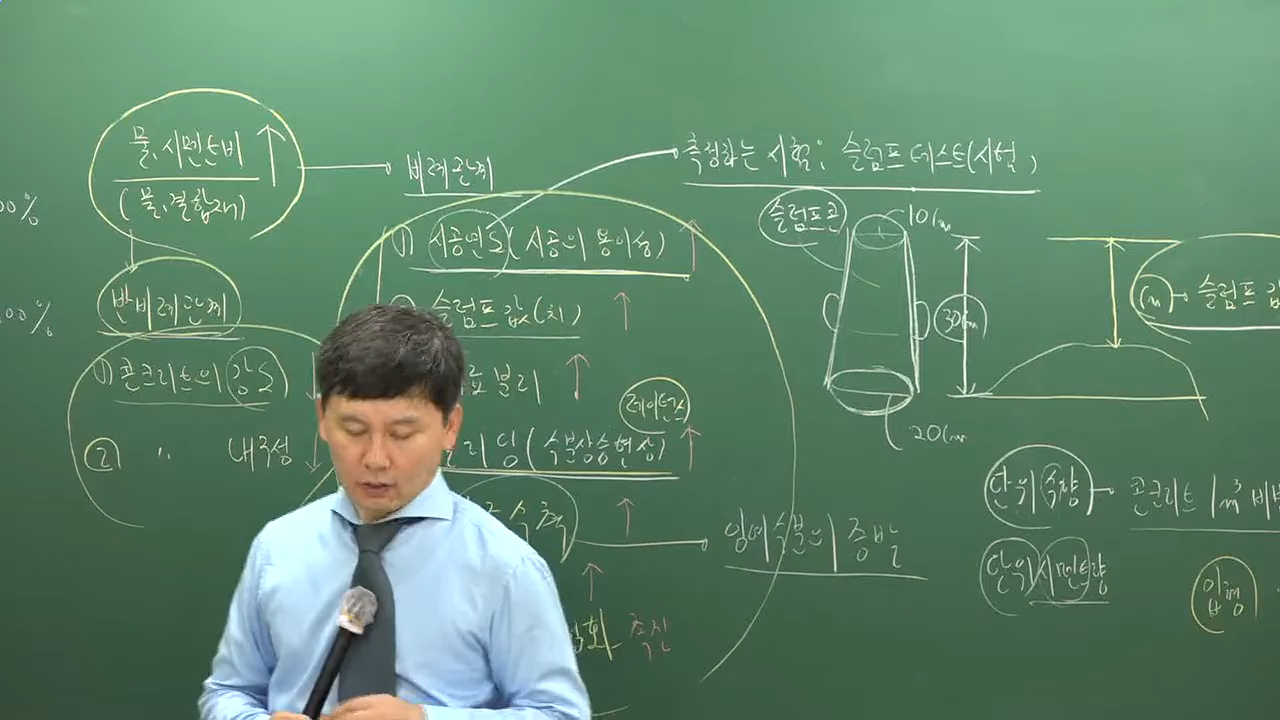 물.시멘트비 ↑
(물.결합재)
비례관계
반비례관계
1) 콘크리트의 강도
② 〃 내구성
1) 시공연도(시공의 용이성) ↑
슬럼프값(치) ↑
분리 ↑
레이턴스
딩(수분상승현상) ↑
수축 ↑
잉여수분의 증발
촉진
측정하는 시험: 슬럼프테스트(시험)
슬럼프콘
10cm
30cm
20cm
cm
슬럼프값
단위수량
콘크리트 1m³
단위시멘트량
00%
00%